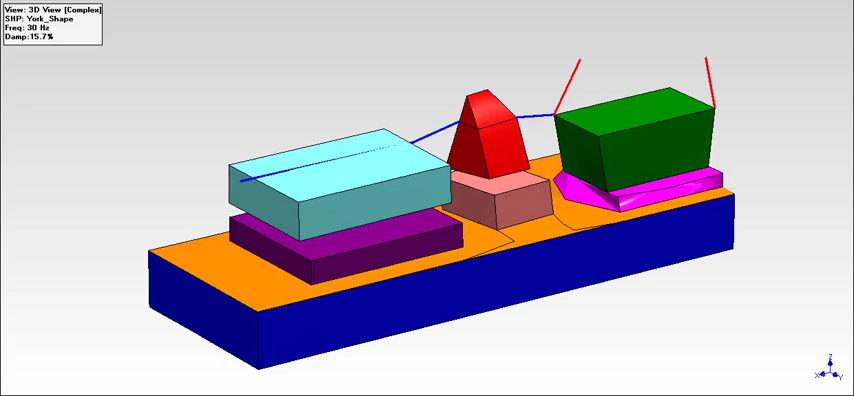 View: 3D View [Complex]
SHP: York_Shape
Freq: 30 Hz
Damp:15.7%
Z
X
Y